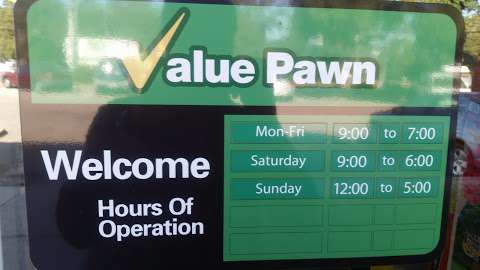 Value Pawn
Welcome
Hours Of
Operation
Mon-Fri 9:00 to 7:00
Saturday 9:00 to 6:00
Sunday 12:00 to 5:00